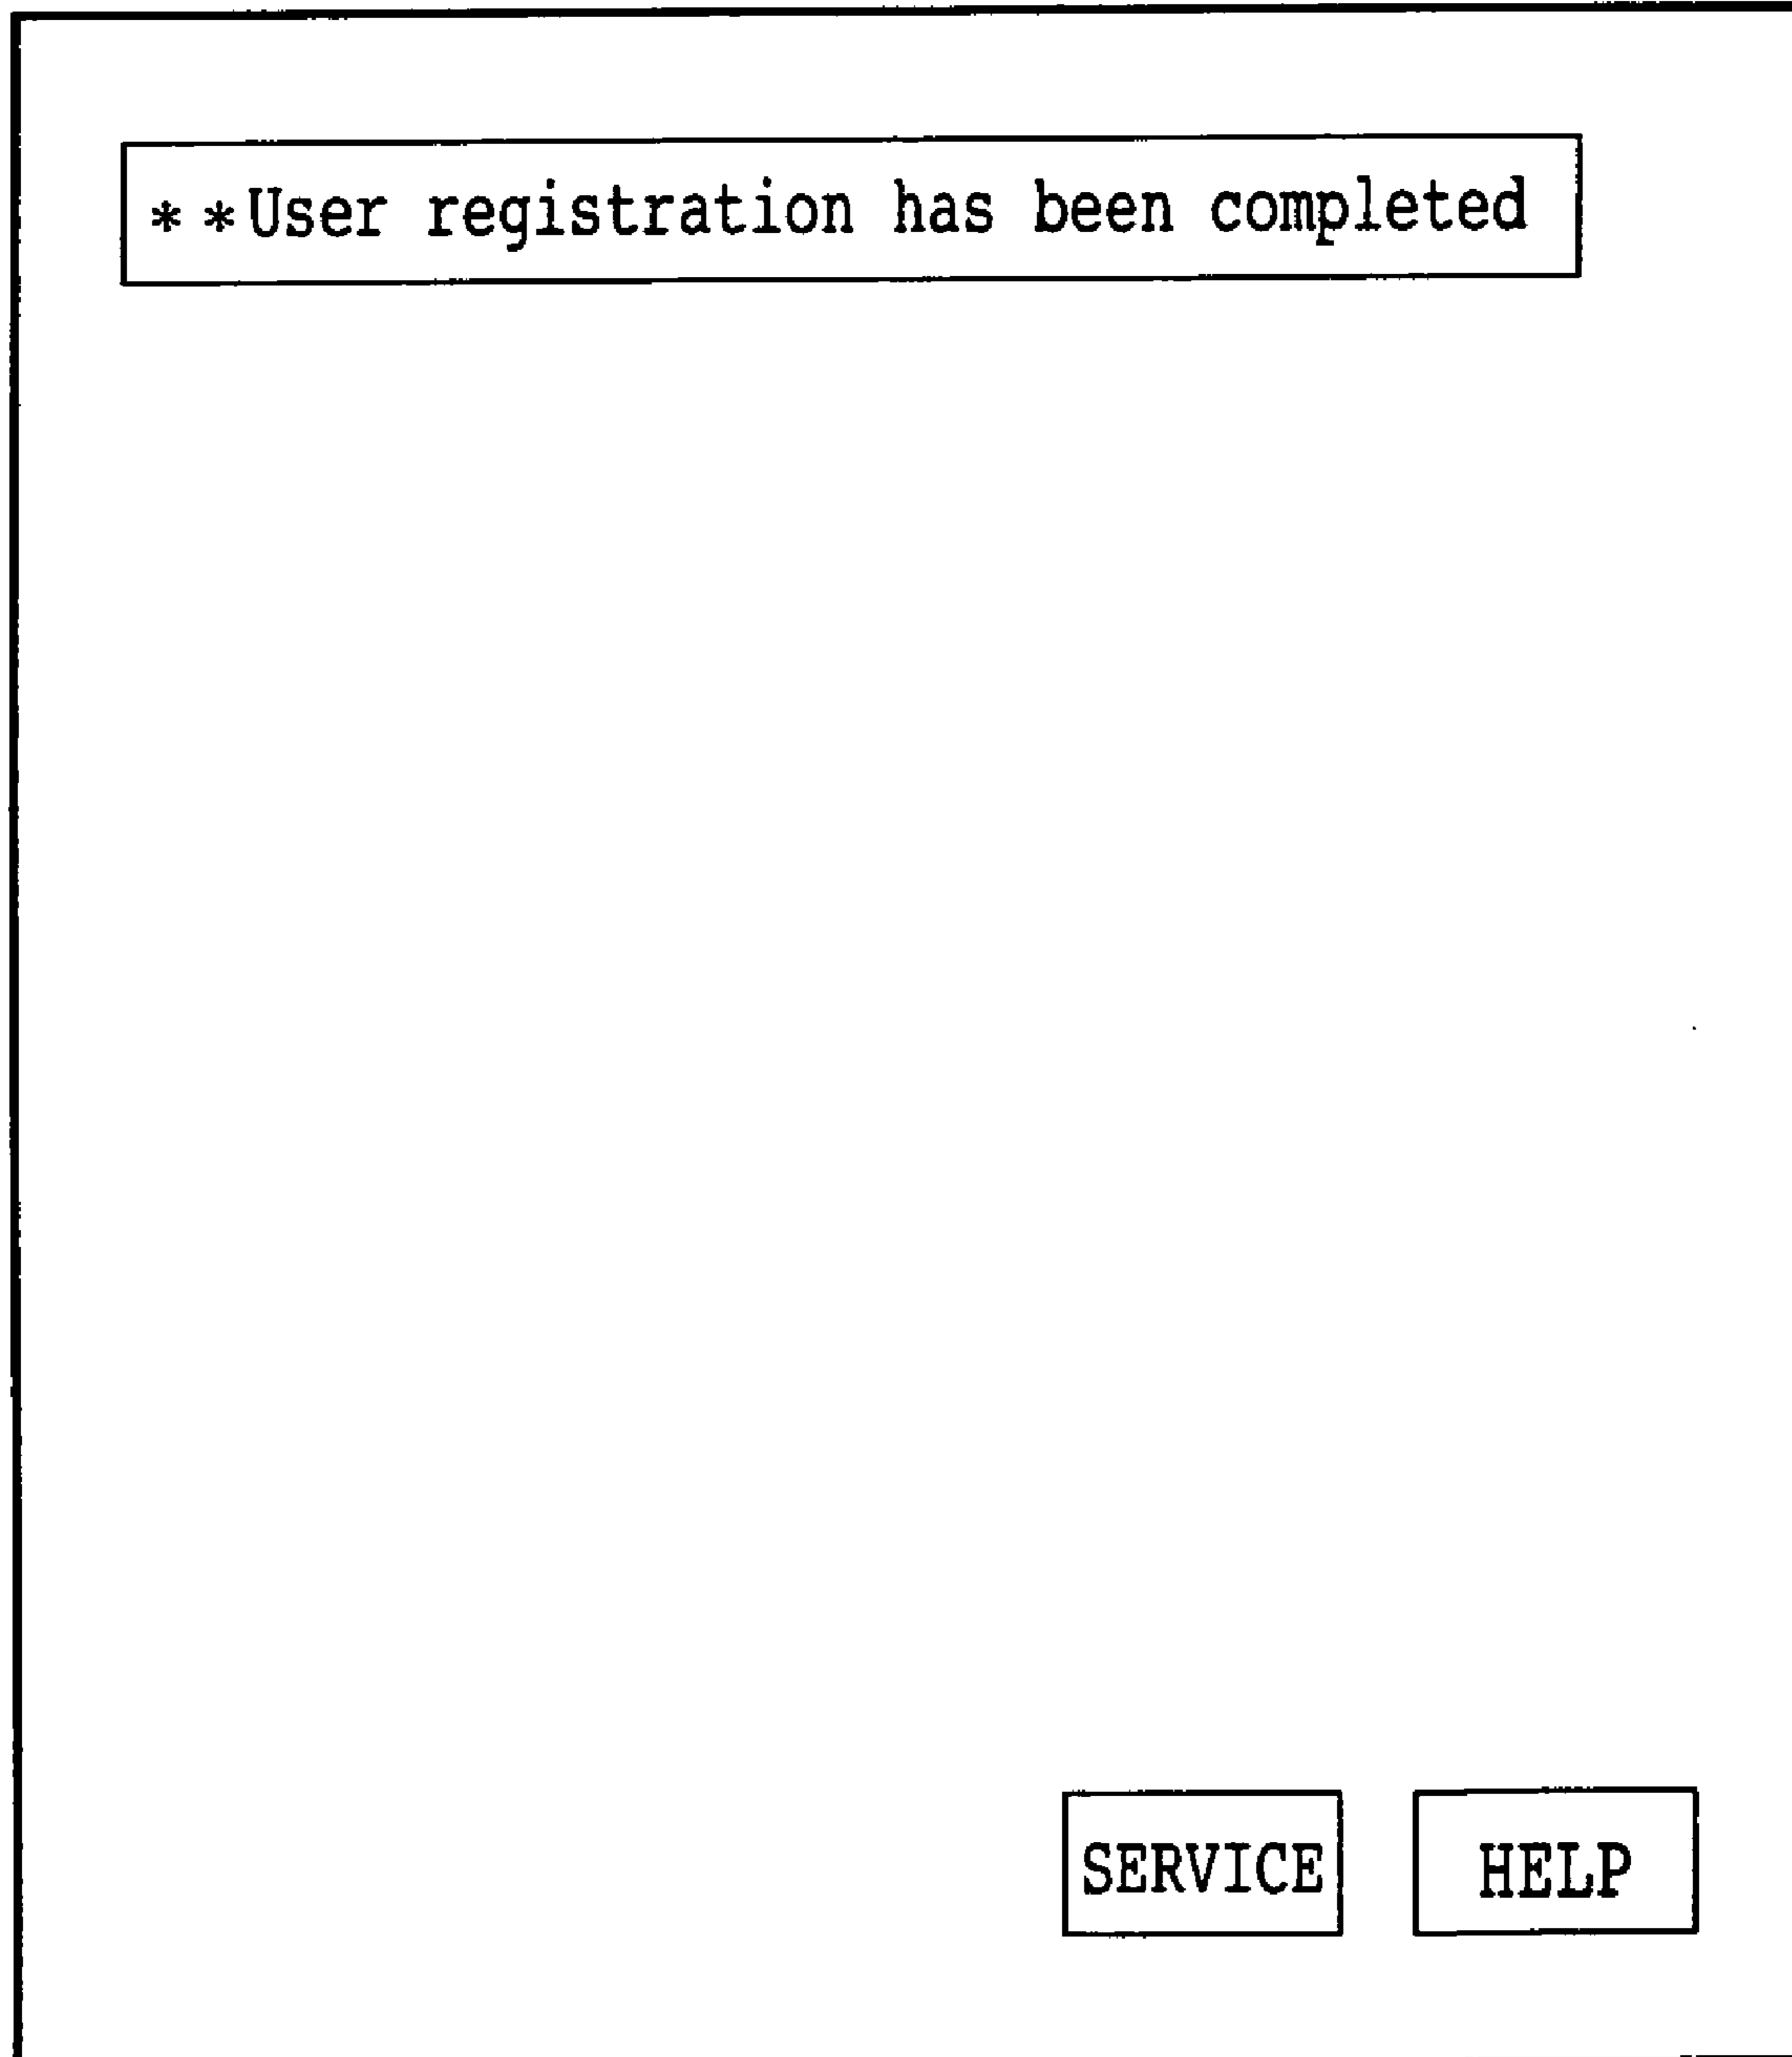 * *User registration has been completed
SERVICE HELP